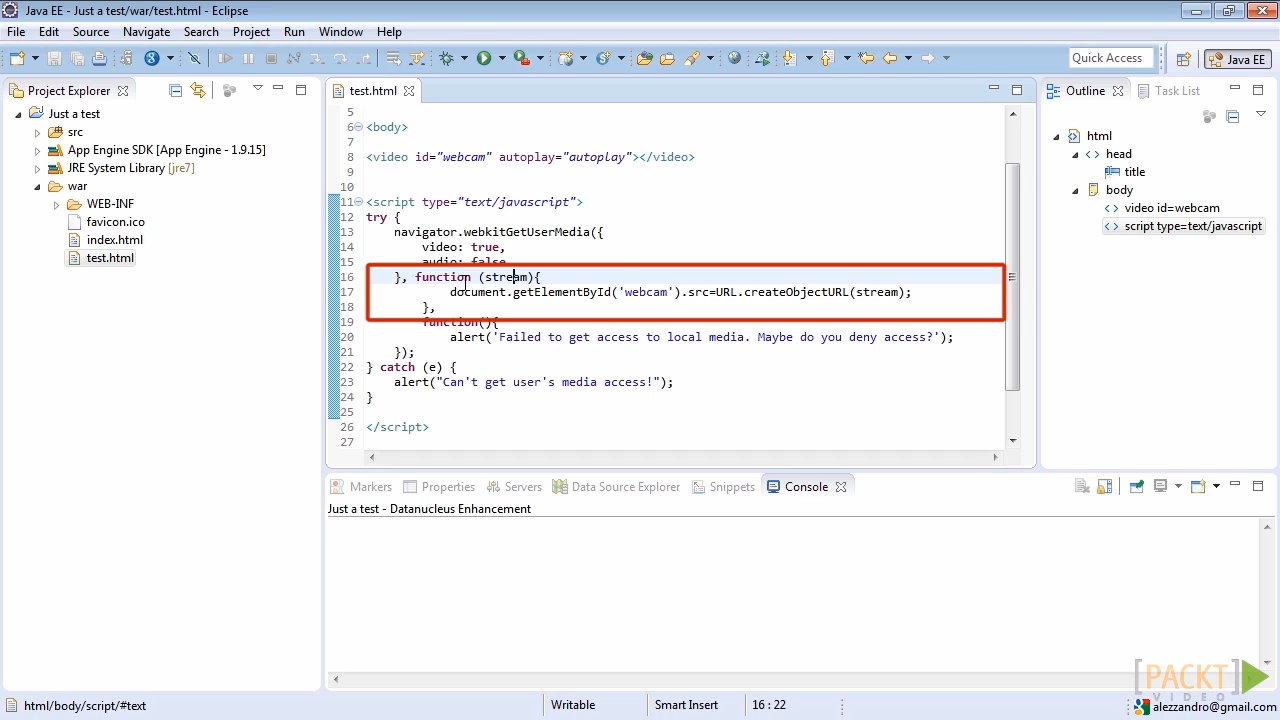 Java EE - Just a test/war/test.html - Eclipse
File Edit Source Navigate Search Project Run Window Help
Quick Access
Java EE
Project Explorer
Just a test
src
App Engine SDK [App Engine - 1.9.15]
JRE System Library [jre7]
war
WEB-INF
favicon.ico
index.html
test.html
test.html
5
6 <body>
7
8 <video id="webcam" autoplay="autoplay"></video>
9
10
11 <script type="text/javascript">
12 try {
13 navigator.webkitGetUserMedia({
14 video: true,
15 audio: false
16 }, function (stream){
17 document.getElementById('webcam').src=URL.createObjectURL(stream);
18 },
19 function(){
20 alert('Failed to get access to local media. Maybe do you deny access?');
21 });
22 } catch (e) {
23 alert("Can't get user's media access!");
24 }
25
26 </script>
27
Outline Task List
html
head
title
body
video id=webcam
script type=text/javascript
Markers Properties Servers Data Source Explorer Snippets Console
Just a test - Datanucleus Enhancement
[PACKT]
VIDEO
html/body/script/#text Writable Smart Insert 16 : 22 alezzandro@gmail.com